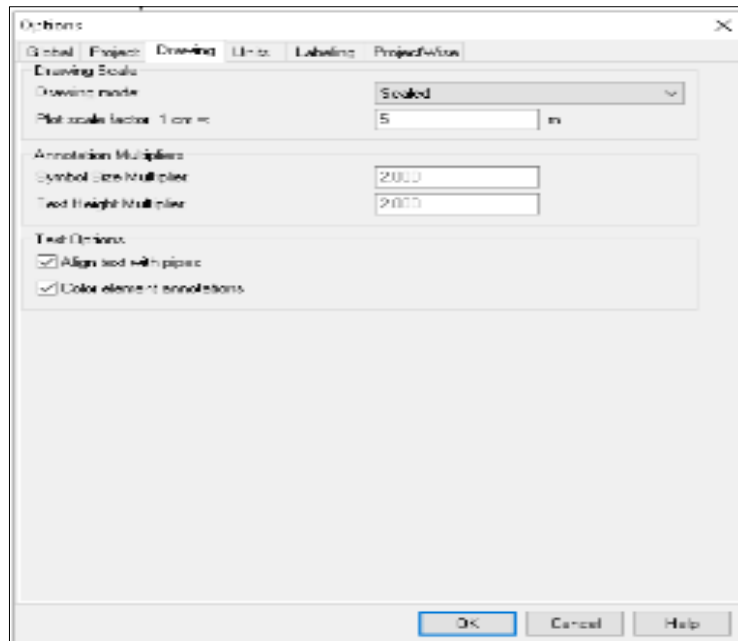 Options
Global Project Drawing Units Labeling ProjectWise
Drawing Scale
Drawing mode Scaled
Plot scale factor 1 cm = 5 m
Annotation Multipliers
Symbol Size Multiplier 2.000
Text Height Multiplier 2.000
Text Options
Align text with pipes
Color element annotations
OK Cancel Help